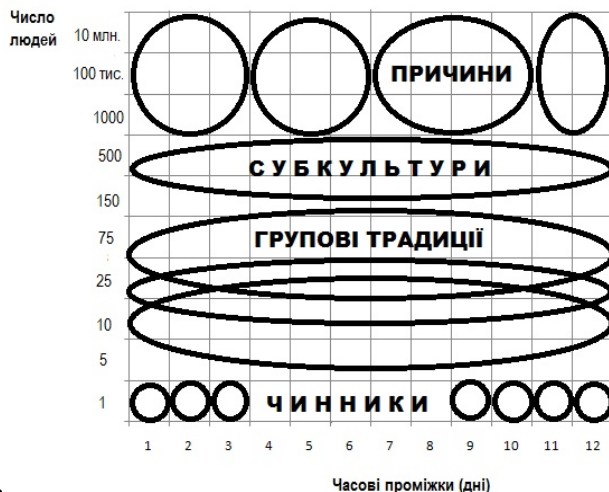 Число
людей
10 млн.
100 тис.
ПРИЧИНИ
1000
500
СУБКУЛЬТУРИ
150
75
ГРУПОВІ ТРАДИЦІЇ
25
10
5
1
ЧИННИКИ
1 2 3 4 5 6 7 8 9 10 11 12
Часові проміжки (дні)